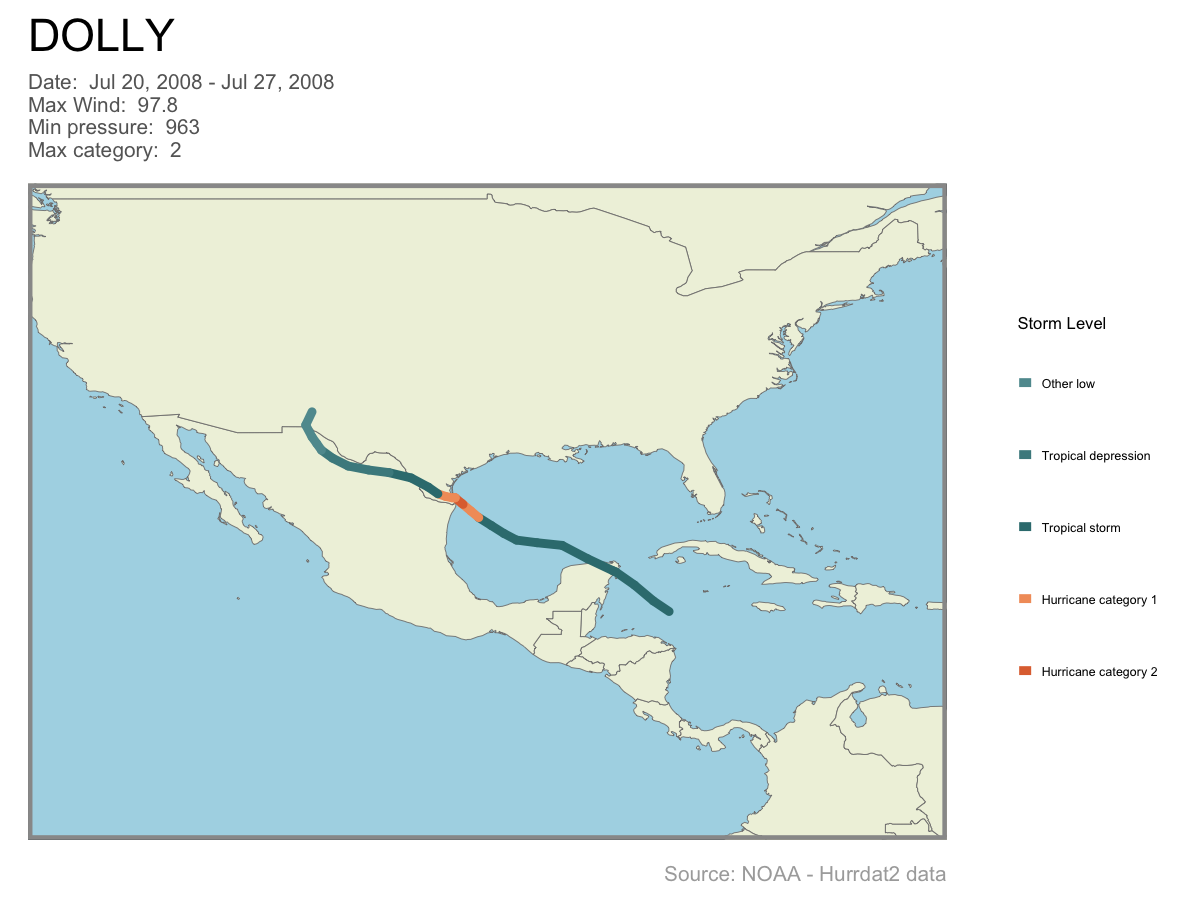 DOLLY
Date:  Jul 20, 2008 - Jul 27, 2008
Max Wind:  97.8
Min pressure:  963
Max category:  2
Storm Level
Other low
Tropical depression
Tropical storm
Hurricane category 1
Hurricane category 2
Source: NOAA - Hurrdat2 data